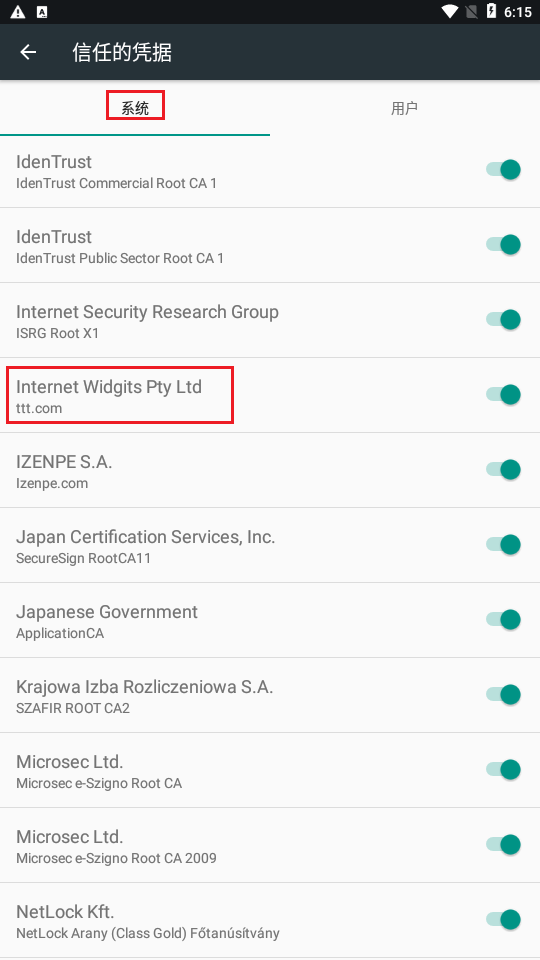 6:15
信任的凭据
系统
用户
IdenTrust
IdenTrust Commercial Root CA 1
IdenTrust
IdenTrust Public Sector Root CA 1
Internet Security Research Group
ISRG Root X1
Internet Widgits Pty Ltd
ttt.com
IZENPE S.A.
Izenpe.com
Japan Certification Services, Inc.
SecureSign RootCA11
Japanese Government
ApplicationCA
Krajowa Izba Rozliczeniowa S.A.
SZAFIR ROOT CA2
Microsec Ltd.
Microsec e-Szigno Root CA
Microsec Ltd.
Microsec e-Szigno Root CA 2009
NetLock Kft.
NetLock Arany (Class Gold) Főtanúsítvány